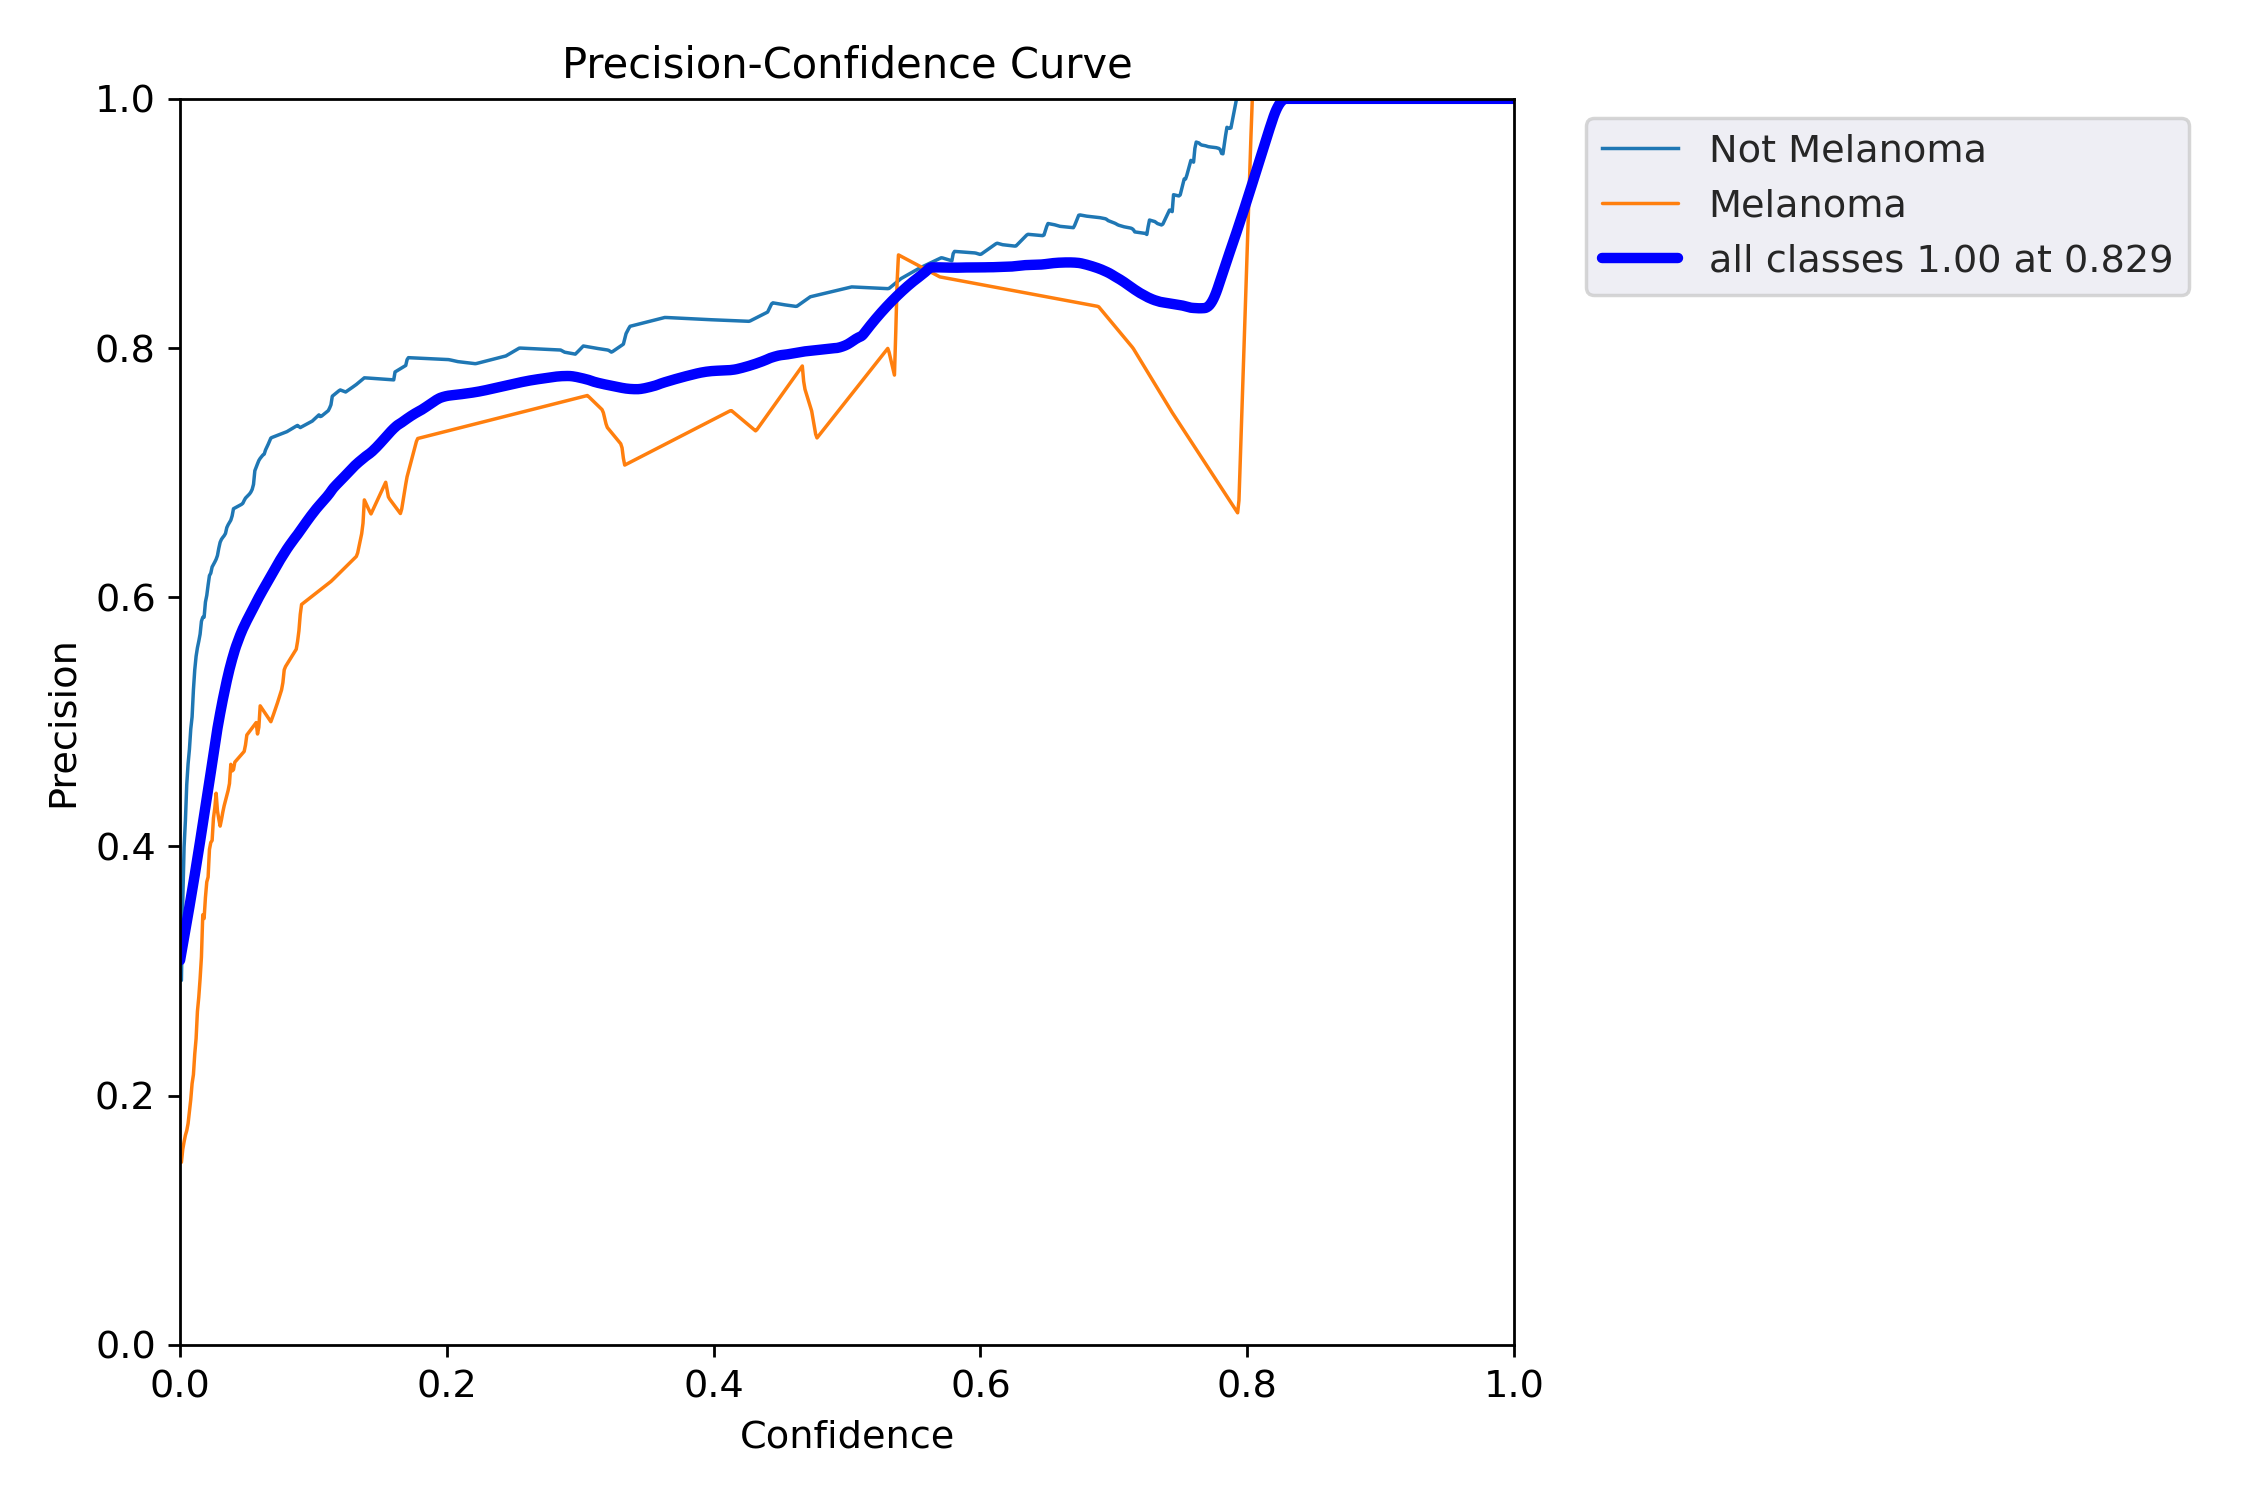 Precision-Confidence Curve
1.0
0.8
0.6
0.4
0.2
0.0
Precision
0.0 0.2 0.4 0.6 0.8 1.0
Confidence
Not Melanoma
Melanoma
all classes 1.00 at 0.829